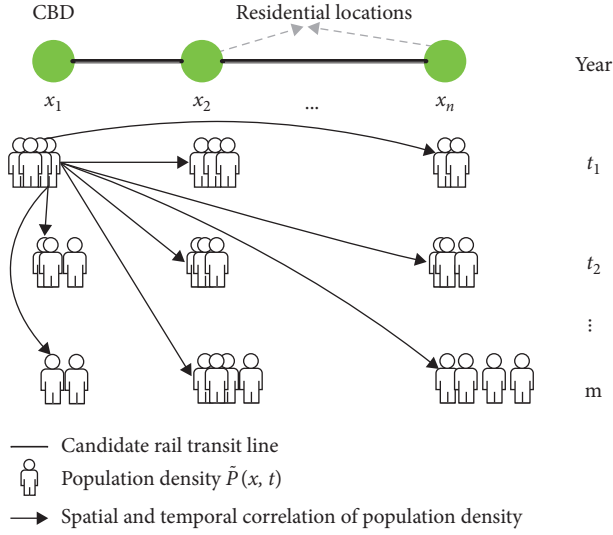 CBD Residential locations
Year
x₁ x₂ ... xₙ
t₁
t₂
⋮
m
Candidate rail transit line
Population density P̃(x, t)
Spatial and temporal correlation of population density